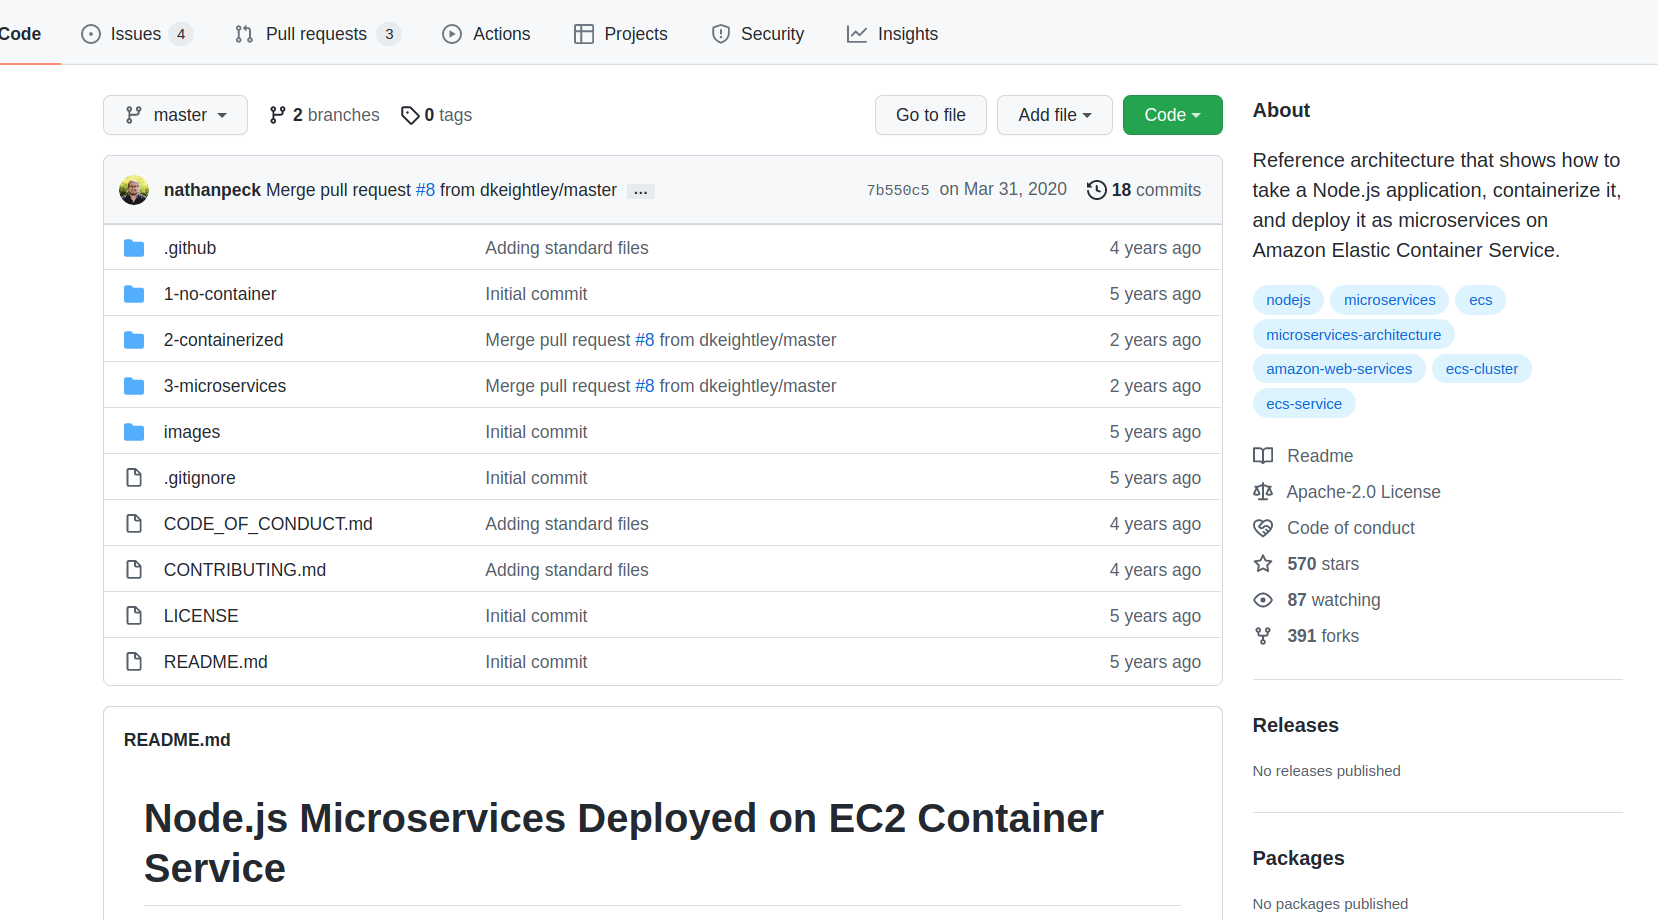 Code Issues 4 Pull requests 3 Actions Projects Security Insights
master 2 branches 0 tags Go to file Add file Code
nathanpeck Merge pull request #8 from dkeightley/master ... 7b550c5 on Mar 31, 2020 18 commits
.github Adding standard files 4 years ago
1-no-container Initial commit 5 years ago
2-containerized Merge pull request #8 from dkeightley/master 2 years ago
3-microservices Merge pull request #8 from dkeightley/master 2 years ago
images Initial commit 5 years ago
.gitignore Initial commit 5 years ago
CODE_OF_CONDUCT.md Adding standard files 4 years ago
CONTRIBUTING.md Adding standard files 4 years ago
LICENSE Initial commit 5 years ago
README.md Initial commit 5 years ago
README.md
Node.js Microservices Deployed on EC2 Container
Service
About
Reference architecture that shows how to
take a Node.js application, containerize it,
and deploy it as microservices on
Amazon Elastic Container Service.
nodejs microservices ecs
microservices-architecture
amazon-web-services ecs-cluster
ecs-service
Readme
Apache-2.0 License
Code of conduct
570 stars
87 watching
391 forks
Releases
No releases published
Packages
No packages published